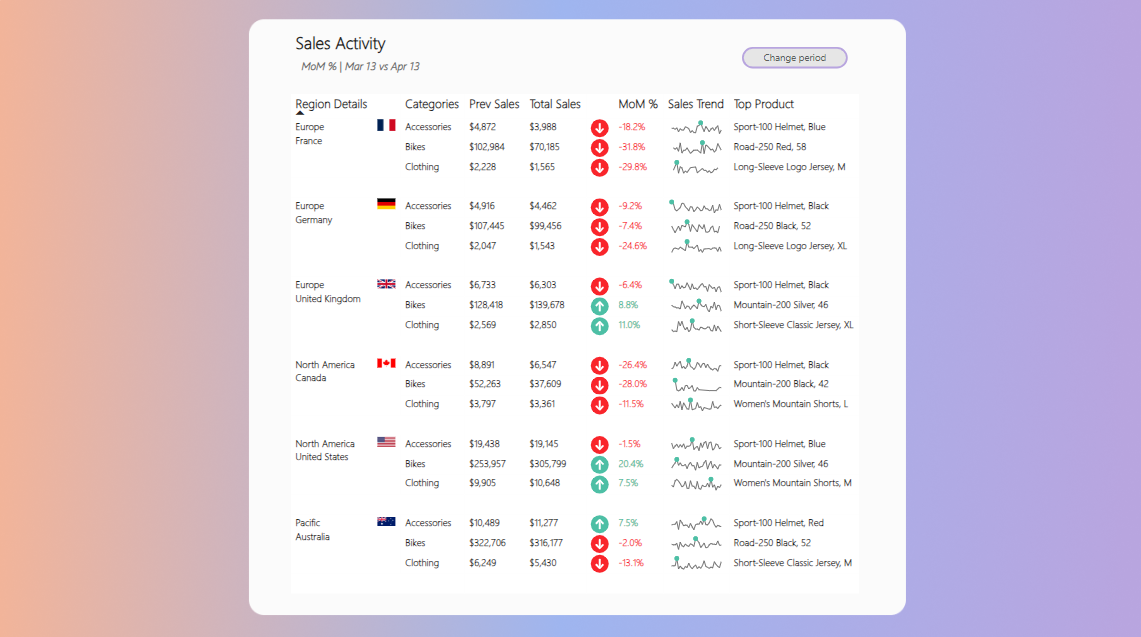 Sales Activity
MoM % | Mar 13 vs Apr 13
Change period
Region Details Categories Prev Sales Total Sales MoM % Sales Trend Top Product
Europe Accessories $4,872 $3,988 -18.2% Sport-100 Helmet, Blue
France
Bikes $102,984 $70,185 -31.8% Road-250 Red, 58
Clothing $2,228 $1,565 -29.8% Long-Sleeve Logo Jersey, M
Europe Accessories $4,916 $4,462 -9.2% Sport-100 Helmet, Black
Germany
Bikes $107,445 $99,456 -7.4% Road-250 Black, 52
Clothing $2,047 $1,543 -24.6% Long-Sleeve Logo Jersey, XL
Europe Accessories $6,733 $6,303 -6.4% Sport-100 Helmet, Black
United Kingdom
Bikes $128,418 $139,678 8.8% Mountain-200 Silver, 46
Clothing $2,569 $2,850 11.0% Short-Sleeve Classic Jersey, XL
North America Accessories $8,891 $6,547 -26.4% Sport-100 Helmet, Black
Canada
Bikes $52,263 $37,609 -28.0% Mountain-200 Black, 42
Clothing $3,797 $3,361 -11.5% Women's Mountain Shorts, L
North America Accessories $19,438 $19,145 -1.5% Sport-100 Helmet, Blue
United States
Bikes $253,957 $305,799 20.4% Mountain-200 Silver, 46
Clothing $9,905 $10,648 7.5% Women's Mountain Shorts, M
Pacific Accessories $10,489 $11,277 7.5% Sport-100 Helmet, Red
Australia
Bikes $322,706 $316,177 -2.0% Road-250 Black, 52
Clothing $6,249 $5,430 -13.1% Short-Sleeve Classic Jersey, M